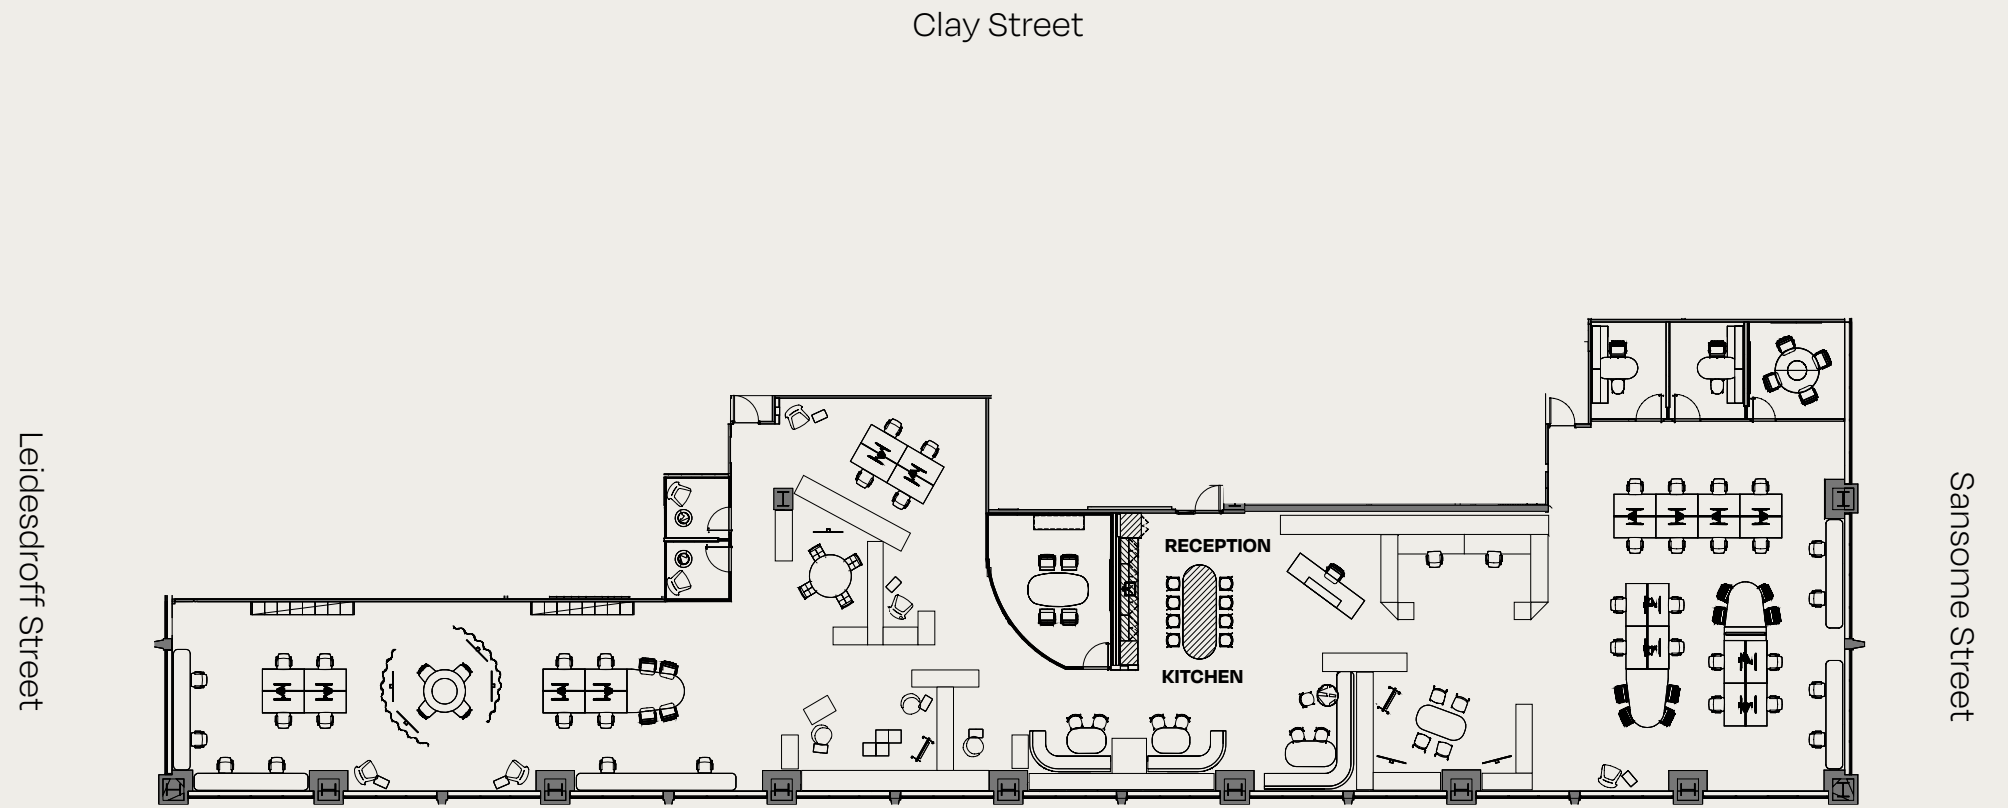 Clay Street
Leidesdroff Street
Sansome Street
RECEPTION
KITCHEN